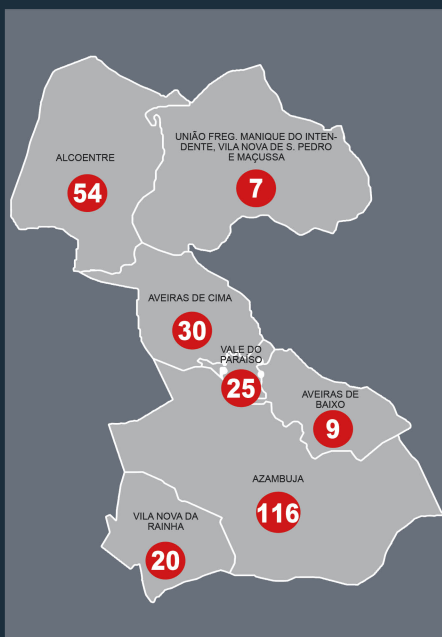 UNIÃO FREG. MANIQUE DO INTEN-
DENTE, VILA NOVA DE S. PEDRO
E MAÇUSSA
7
ALCOENTRE
54
AVEIRAS DE CIMA
30
VALE DO
PARAÍSO
25
AVEIRAS DE
BAIXO
9
AZAMBUJA
116
VILA NOVA DA
RAINHA
20